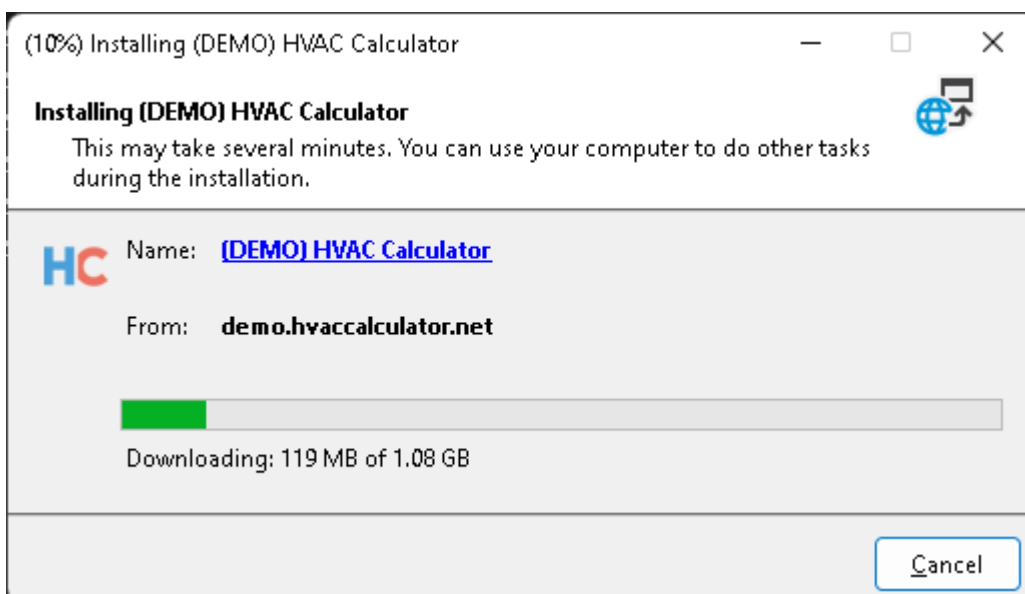 (10%) Installing (DEMO) HVAC Calculator
Installing (DEMO) HVAC Calculator
This may take several minutes. You can use your computer to do other tasks
during the installation.
HC
Name: (DEMO) HVAC Calculator
From: demo.hvaccalculator.net
Downloading: 119 MB of 1.08 GB
Cancel